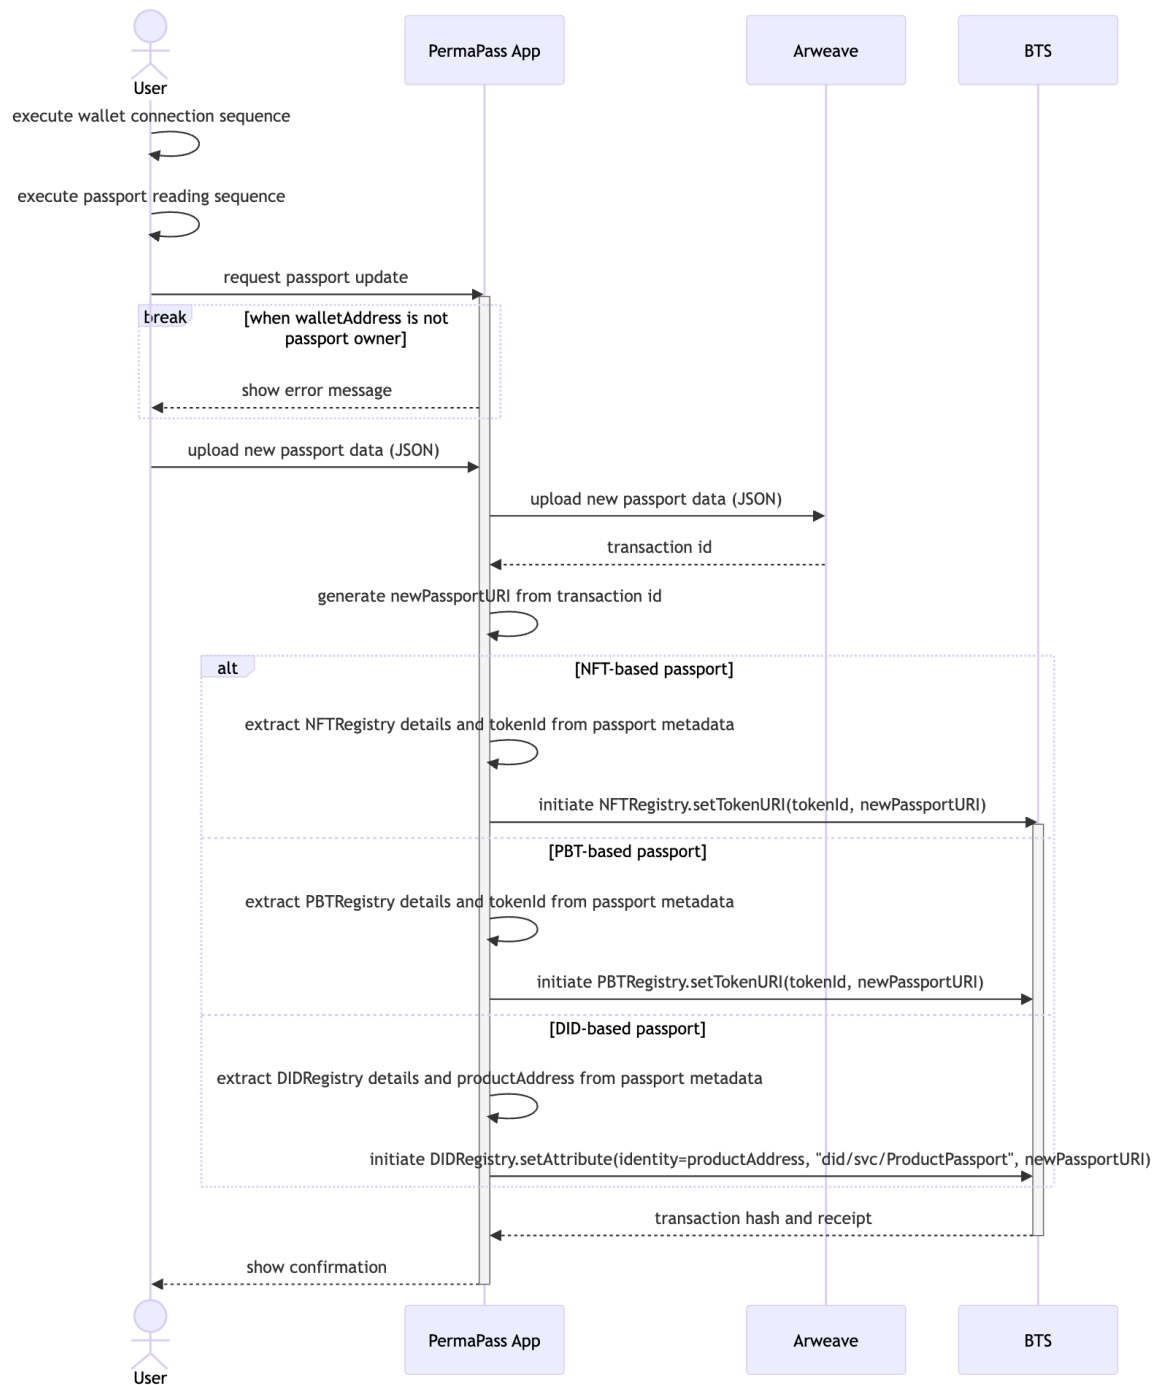 User
PermaPass App
Arweave
BTS
execute wallet connection sequence
execute passport reading sequence
request passport update
break
[when walletAddress is not
passport owner]
show error message
upload new passport data (JSON)
upload new passport data (JSON)
transaction id
generate newPassportURI from transaction id
alt
[NFT-based passport]
extract NFTRegistry details and tokenId from passport metadata
initiate NFTRegistry.setTokenURI(tokenId, newPassportURI)
[PBT-based passport]
extract PBTRegistry details and tokenId from passport metadata
initiate PBTRegistry.setTokenURI(tokenId, newPassportURI)
[DID-based passport]
extract DIDRegistry details and productAddress from passport metadata
initiate DIDRegistry.setAttribute(identity=productAddress, "did/svc/ProductPassport", newPassportURI)
transaction hash and receipt
show confirmation
User
PermaPass App
Arweave
BTS